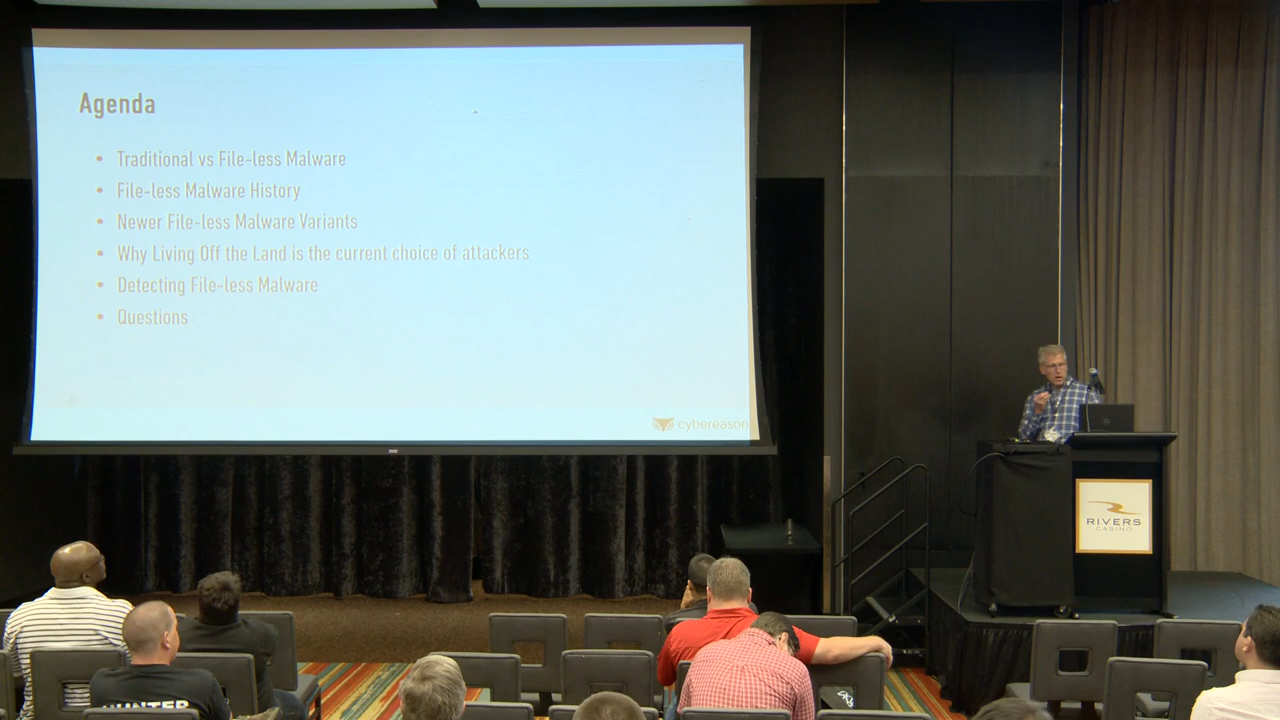 Agenda
• Traditional vs File-less Malware
• File-less Malware History
• Newer File-less Malware Variants
• Why Living Off the Land is the current choice of attackers
• Detecting File-less Malware
• Questions
cybereason
RIVERS
CASINO
HUNTER